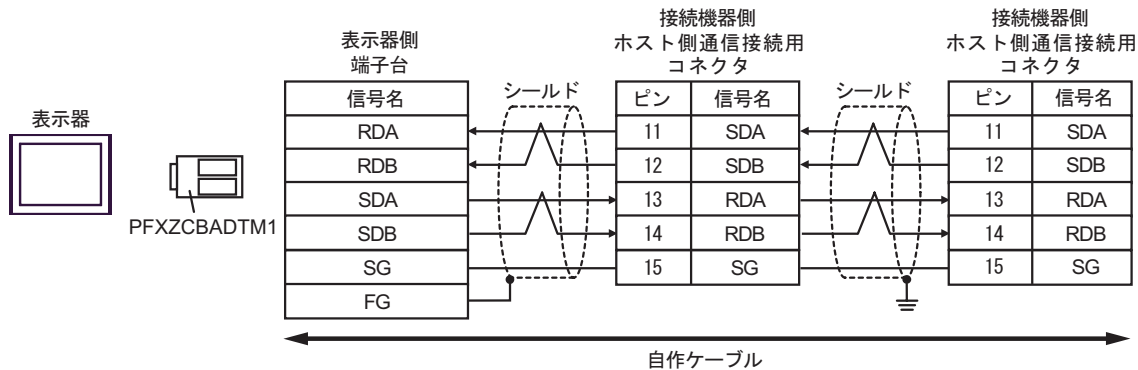 表示器
PFXZCBADTM1
表示器側
端子台
信号名
RDA
RDB
SDA
SDB
SG
FG
シールド
接続機器側
ホスト側通信接続用
コネクタ
ピン 信号名
11 SDA
12 SDB
13 RDA
14 RDB
15 SG
シールド
接続機器側
ホスト側通信接続用
コネクタ
ピン 信号名
11 SDA
12 SDB
13 RDA
14 RDB
15 SG
自作ケーブル